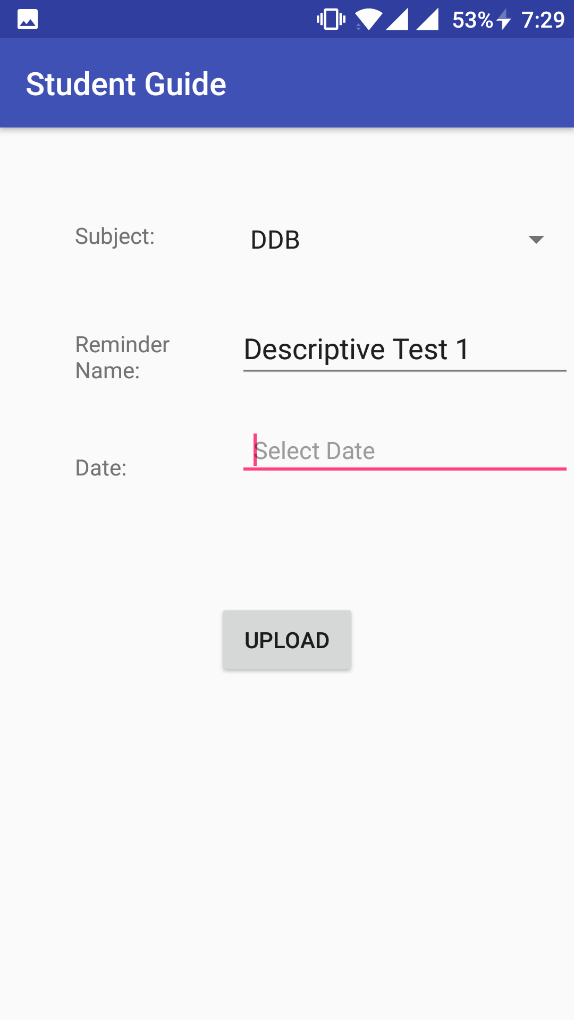 53% 7:29
Student Guide
Subject: DDB
Reminder Name: Descriptive Test 1
Date: Select Date
UPLOAD